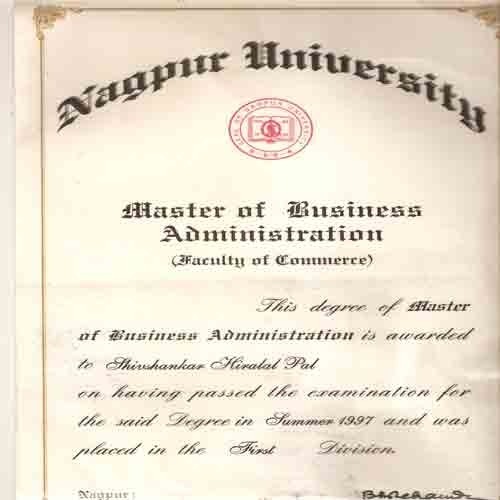 Nagpur University
Master of Business
Administration
(Faculty of Commerce)
This degree of Master
of Business Administration is awarded
to Shivshankar Hiralal Pal
on having passed the examination for
the said Degree in Summer 1997 and was
placed in the First Division.
Nagpur: